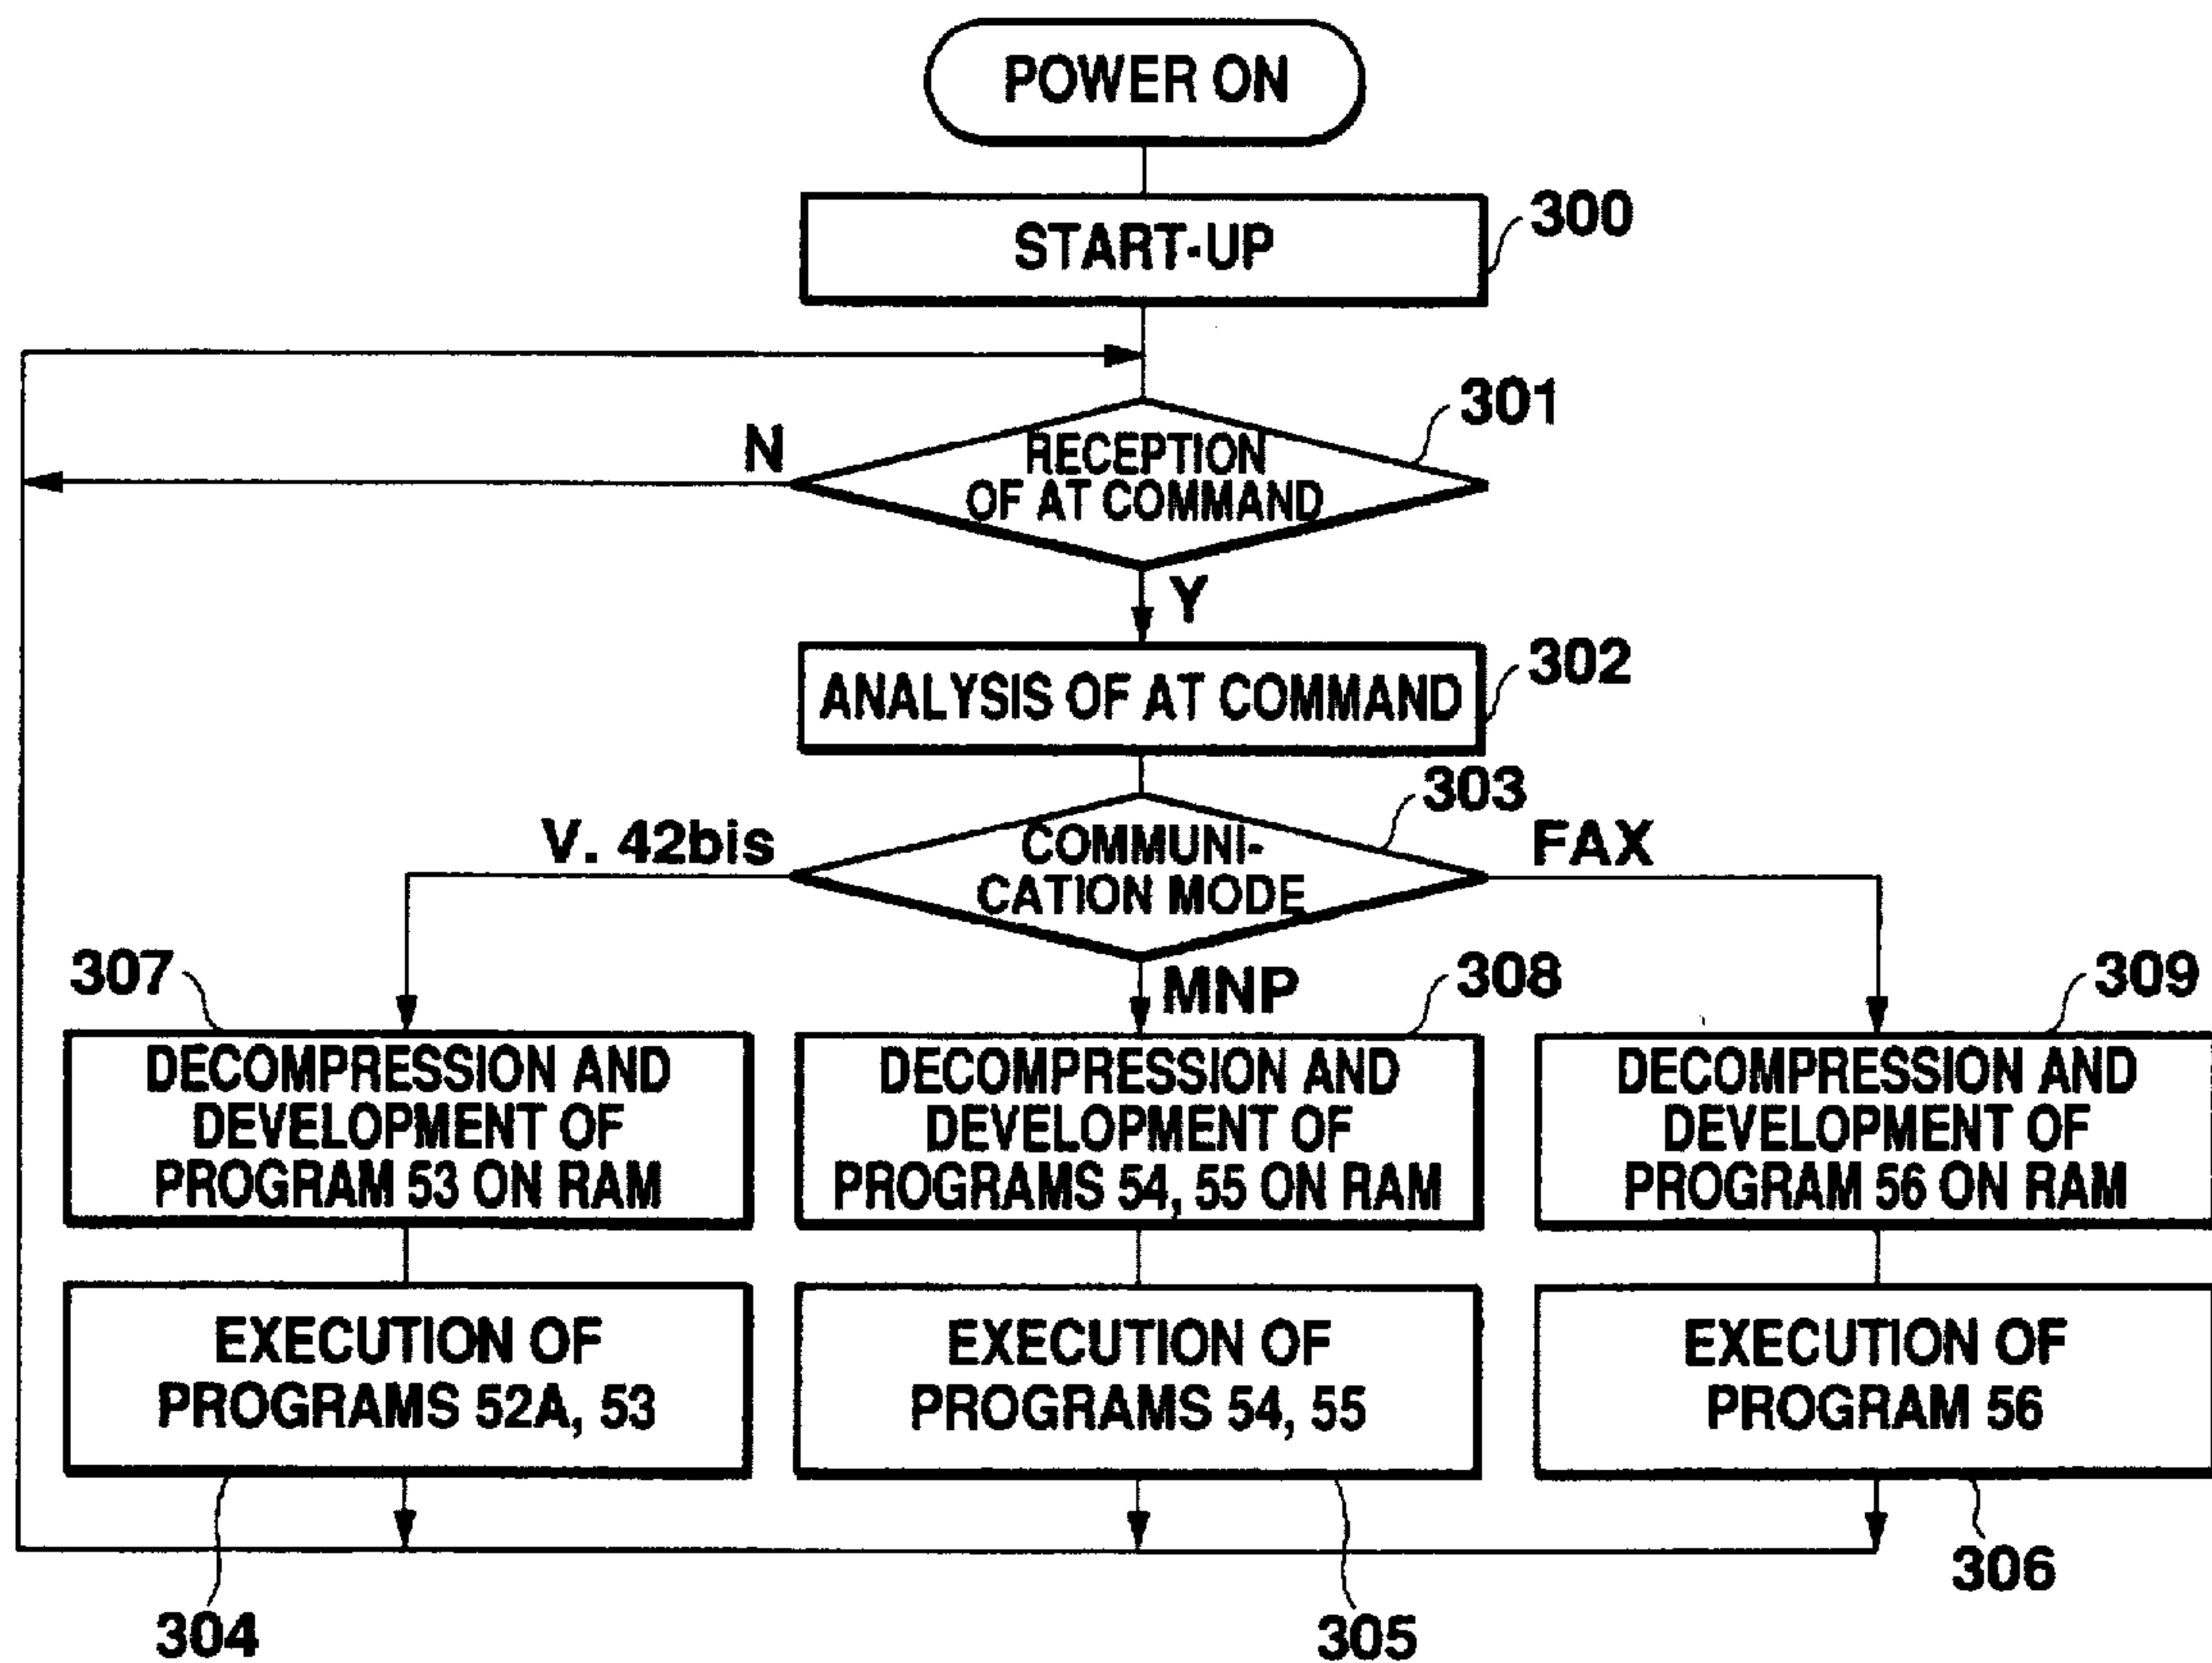 POWER ON
START-UP
300
301
N
RECEPTION
OF AT COMMAND
Y
302
ANALYSIS OF AT COMMAND
303
V. 42bis
COMMUNI-
CATION MODE
FAX
307
MNP
308
309
DECOMPRESSION AND
DEVELOPMENT OF
PROGRAM 53 ON RAM
DECOMPRESSION AND
DEVELOPMENT OF
PROGRAMS 54, 55 ON RAM
DECOMPRESSION AND
DEVELOPMENT OF
PROGRAM 56 ON RAM
EXECUTION OF
PROGRAMS 52A, 53
EXECUTION OF
PROGRAMS 54, 55
EXECUTION OF
PROGRAM 56
304
305
306